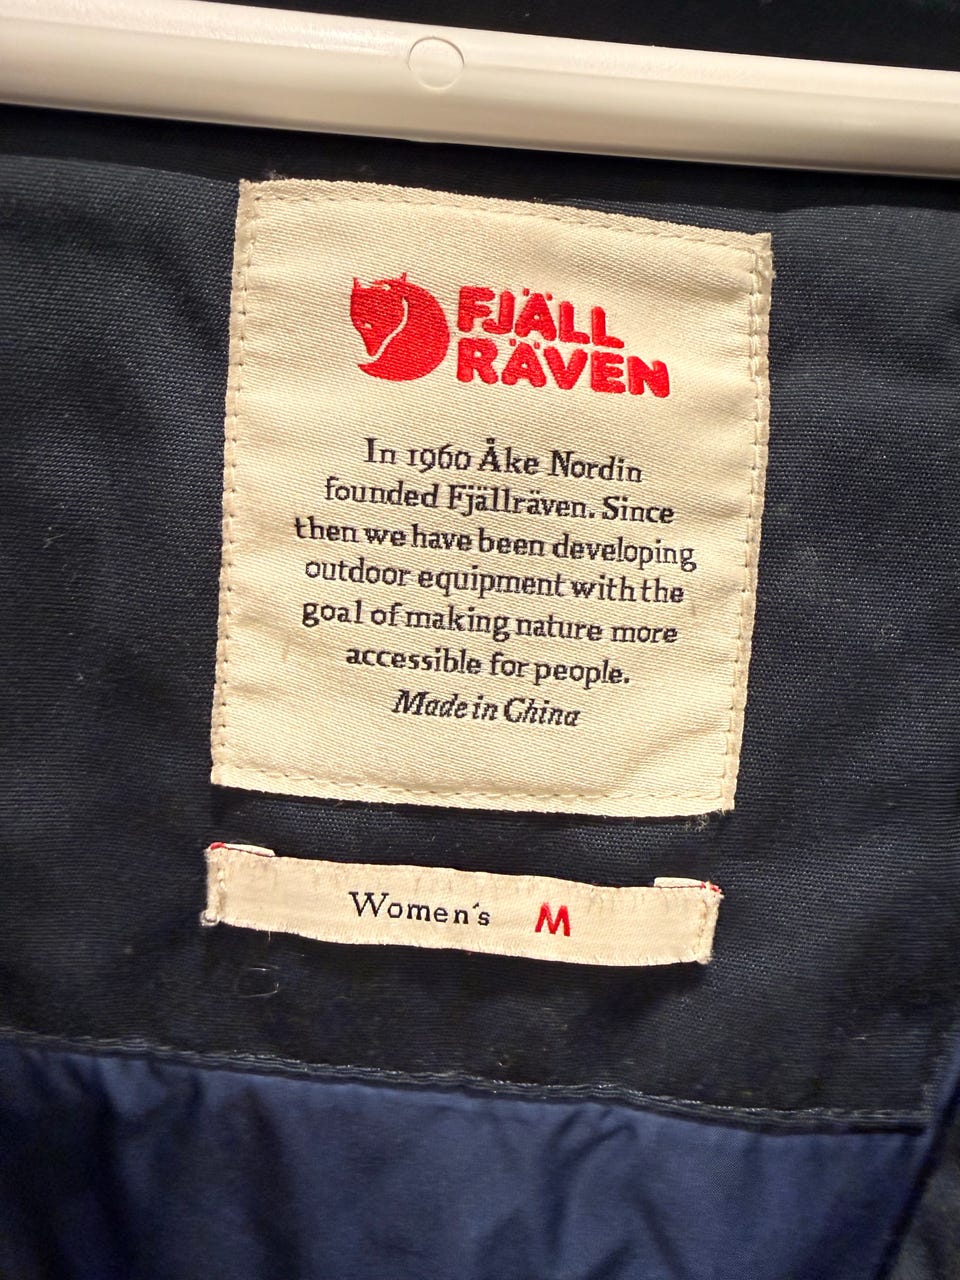 FJÄLL
RÄVEN
In 1960 Åke Nordin
founded Fjällräven. Since
then we have been developing
outdoor equipment with the
goal of making nature more
accessible for people.
Made in China
Women's M